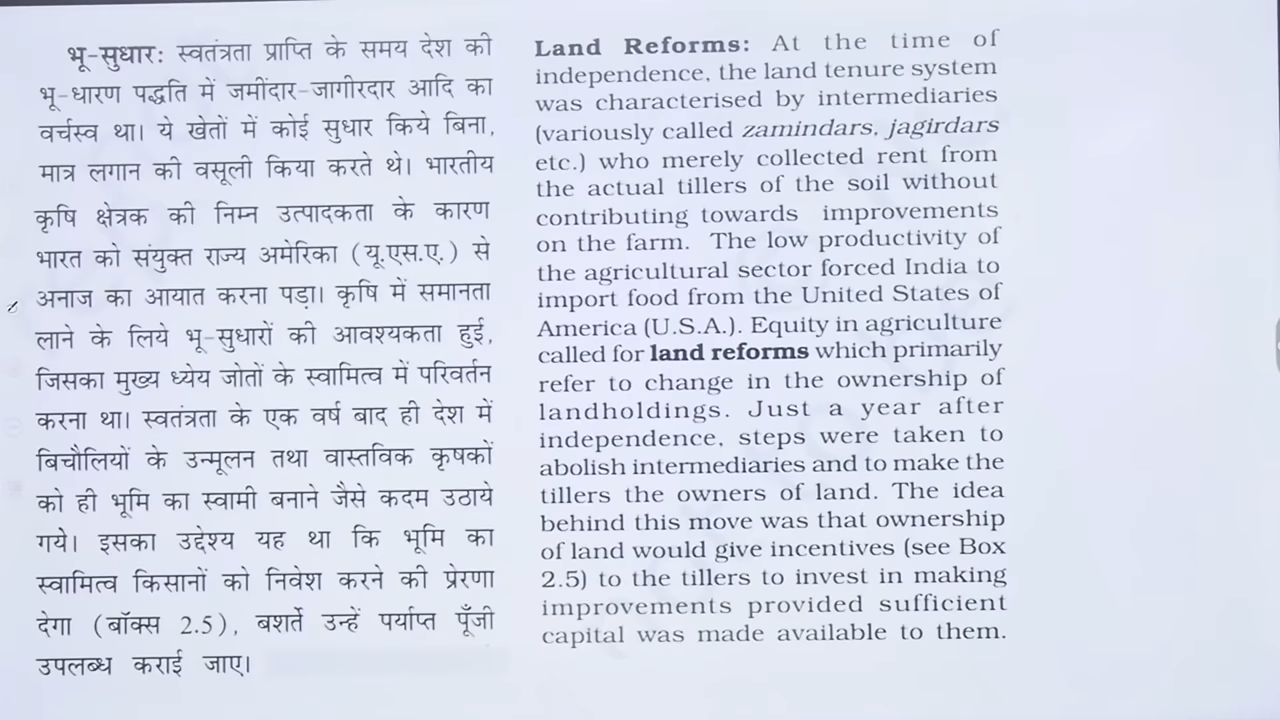 भू-सुधार: स्वतंत्रता प्राप्ति के समय देश की
भू-धारण पद्धति में जमींदार-जागीरदार आदि का
वर्चस्व था। ये खेतों में कोई सुधार किये बिना,
मात्र लगान की वसूली किया करते थे। भारतीय
कृषि क्षेत्रक की निम्न उत्पादकता के कारण
भारत को संयुक्त राज्य अमेरिका (यू.एस.ए.) से
अनाज का आयात करना पड़ा। कृषि में समानता
लाने के लिये भू-सुधारों की आवश्यकता हुई,
जिसका मुख्य ध्येय जोतों के स्वामित्व में परिवर्तन
करना था। स्वतंत्रता के एक वर्ष बाद ही देश में
बिचौलियों के उन्मूलन तथा वास्तविक कृषकों
को ही भूमि का स्वामी बनाने जैसे कदम उठाये
गये। इसका उद्देश्य यह था कि भूमि का
स्वामित्व किसानों को निवेश करने की प्रेरणा
देगा (बॉक्स 2.5), बशर्ते उन्हें पर्याप्त पूँजी
उपलब्ध कराई जाए।
Land Reforms: At the time of
independence, the land tenure system
was characterised by intermediaries
(variously called zamindars, jagirdars
etc.) who merely collected rent from
the actual tillers of the soil without
contributing towards improvements
on the farm. The low productivity of
the agricultural sector forced India to
import food from the United States of
America (U.S.A.). Equity in agriculture
called for land reforms which primarily
refer to change in the ownership of
landholdings. Just a year after
independence, steps were taken to
abolish intermediaries and to make the
tillers the owners of land. The idea
behind this move was that ownership
of land would give incentives (see Box
2.5) to the tillers to invest in making
improvements provided sufficient
capital was made available to them.